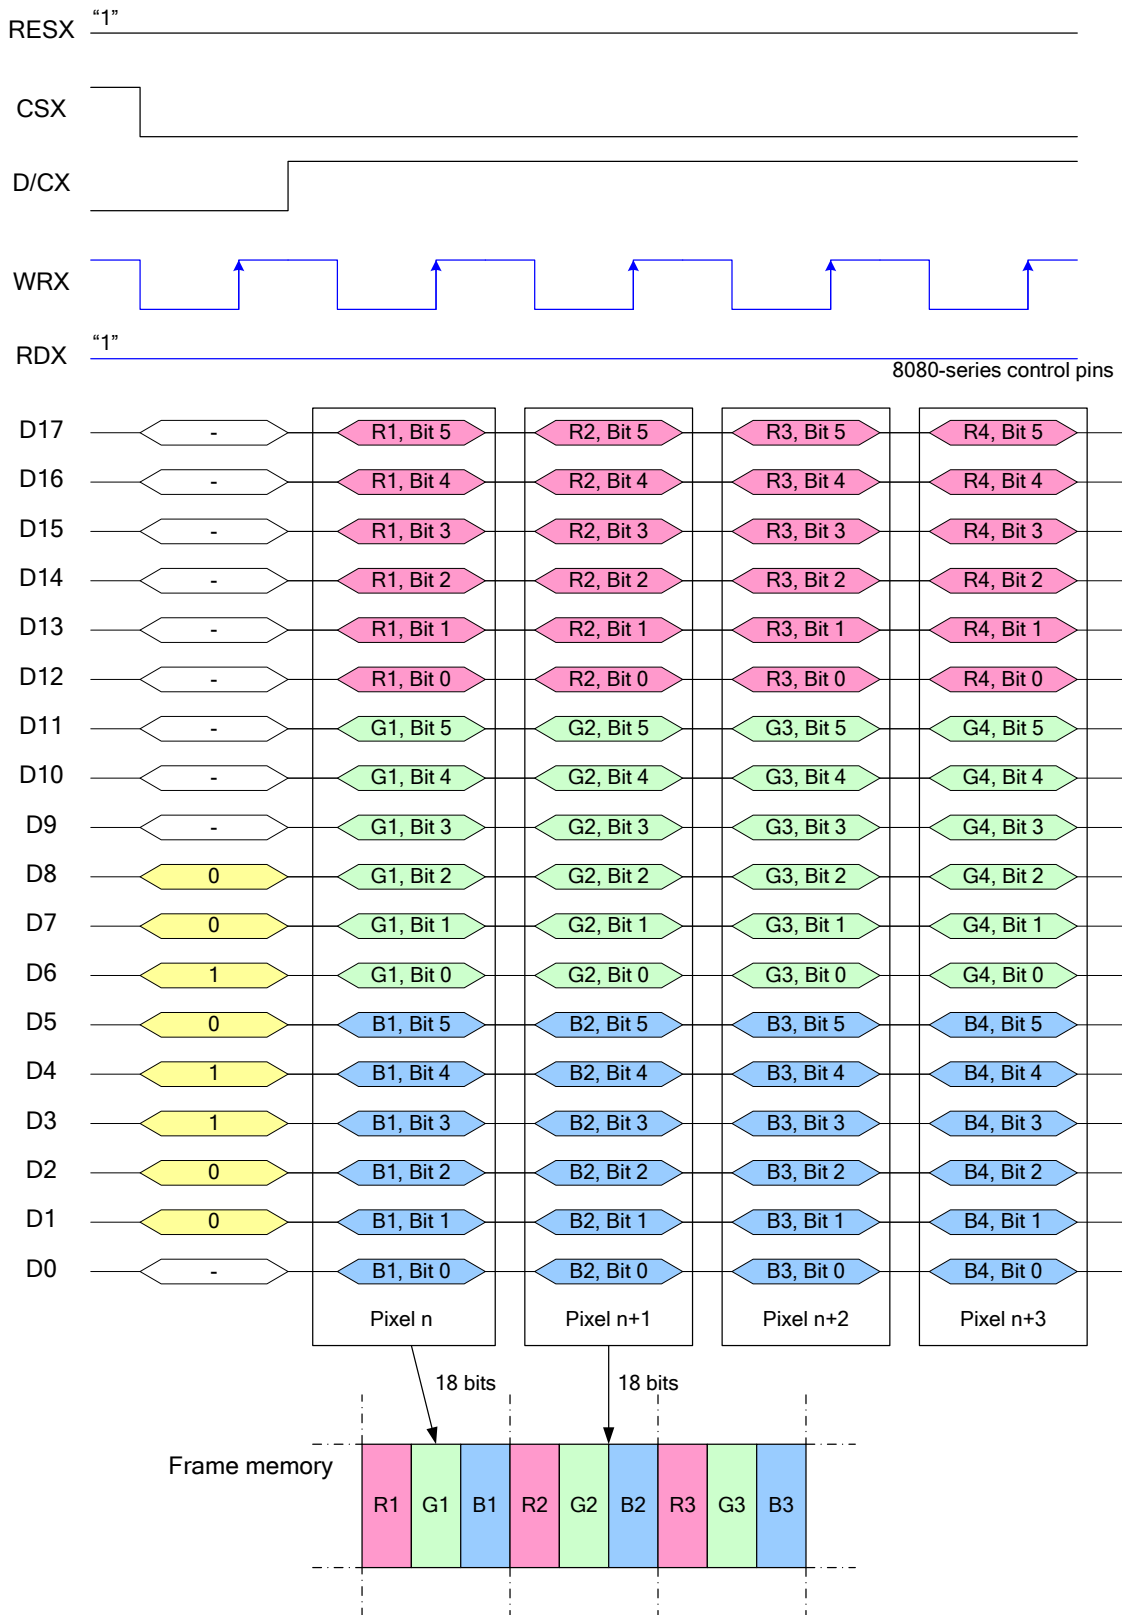 RESX “1”
CSX
D/CX
WRX
RDX “1”
8080-series control pins
D17 - R1, Bit 5 R2, Bit 5 R3, Bit 5 R4, Bit 5
D16 - R1, Bit 4 R2, Bit 4 R3, Bit 4 R4, Bit 4
D15 - R1, Bit 3 R2, Bit 3 R3, Bit 3 R4, Bit 3
D14 - R1, Bit 2 R2, Bit 2 R3, Bit 2 R4, Bit 2
D13 - R1, Bit 1 R2, Bit 1 R3, Bit 1 R4, Bit 1
D12 - R1, Bit 0 R2, Bit 0 R3, Bit 0 R4, Bit 0
D11 - G1, Bit 5 G2, Bit 5 G3, Bit 5 G4, Bit 5
D10 - G1, Bit 4 G2, Bit 4 G3, Bit 4 G4, Bit 4
D9 - G1, Bit 3 G2, Bit 3 G3, Bit 3 G4, Bit 3
D8 0 G1, Bit 2 G2, Bit 2 G3, Bit 2 G4, Bit 2
D7 0 G1, Bit 1 G2, Bit 1 G3, Bit 1 G4, Bit 1
D6 1 G1, Bit 0 G2, Bit 0 G3, Bit 0 G4, Bit 0
D5 0 B1, Bit 5 B2, Bit 5 B3, Bit 5 B4, Bit 5
D4 1 B1, Bit 4 B2, Bit 4 B3, Bit 4 B4, Bit 4
D3 1 B1, Bit 3 B2, Bit 3 B3, Bit 3 B4, Bit 3
D2 0 B1, Bit 2 B2, Bit 2 B3, Bit 2 B4, Bit 2
D1 0 B1, Bit 1 B2, Bit 1 B3, Bit 1 B4, Bit 1
D0 - B1, Bit 0 B2, Bit 0 B3, Bit 0 B4, Bit 0
Pixel n Pixel n+1 Pixel n+2 Pixel n+3
18 bits 18 bits
Frame memory
R1 G1 B1 R2 G2 B2 R3 G3 B3